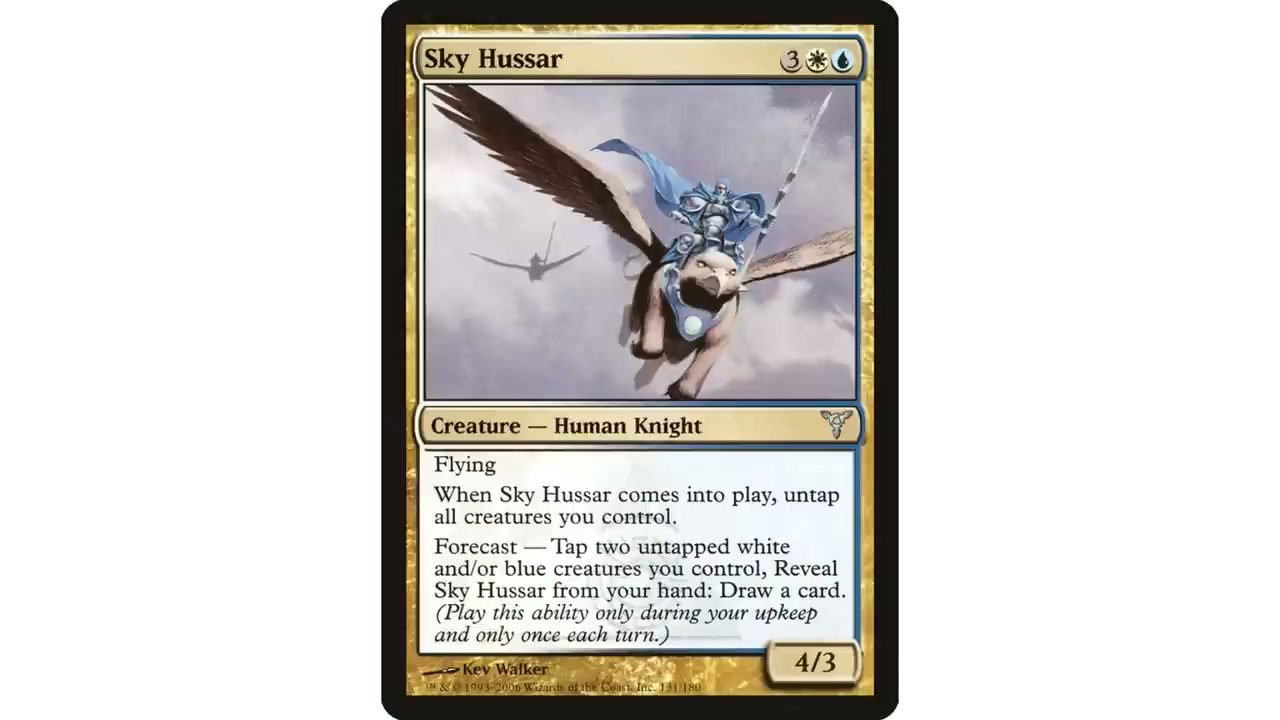 Sky Hussar 3
Creature — Human Knight
Flying
When Sky Hussar comes into play, untap
all creatures you control.
Forecast — Tap two untapped white
and/or blue creatures you control, Reveal
Sky Hussar from your hand: Draw a card.
(Play this ability only during your upkeep
and only once each turn.)
4/3
Kev Walker
™ & © 1993–2006 Wizards of the Coast, Inc. 131/180